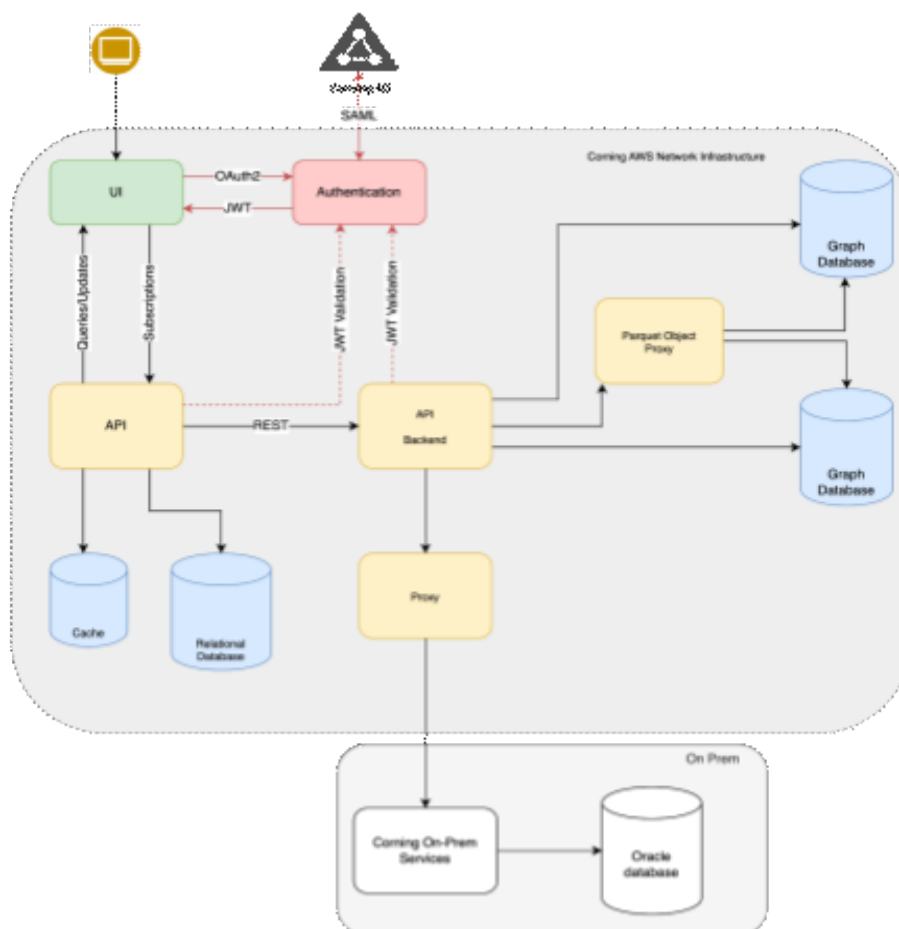 SAML
Corning AWS Network Infrastructure
UI
OAuth2
Authentication
JWT
Graph
Database
Queries/Updates
Subscriptions
JWT Validation
JWT Validation
Parquet Object
Proxy
API
REST
API
Backend
Graph
Database
Cache
Relational
Database
Proxy
On Prem
Corning On-Prem
Services
Oracle
database